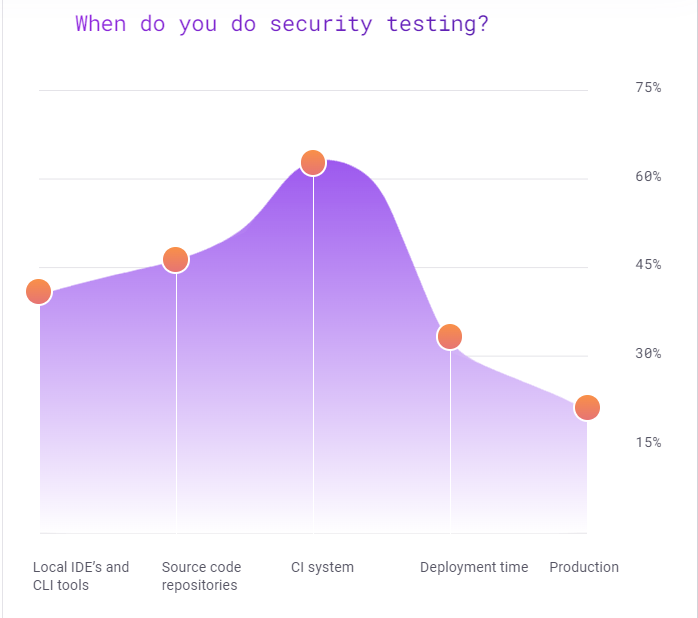 When do you do security testing?
75%
60%
45%
30%
15%
Local IDE's and
CLI tools
Source code
repositories
CI system
Deployment time
Production